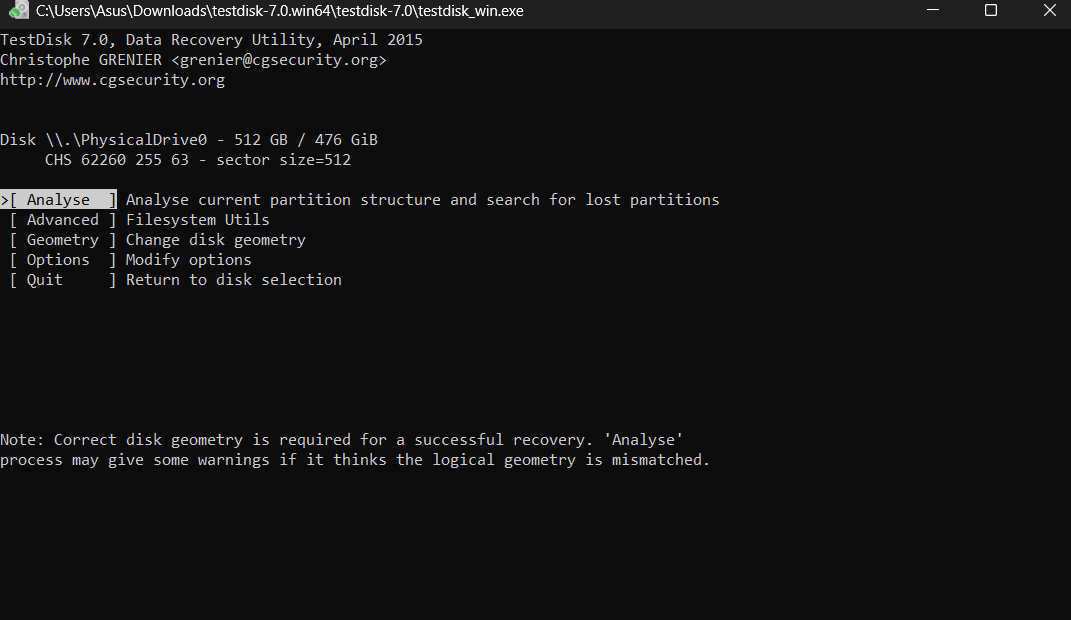 C:\Users\Asus\Downloads\testdisk-7.0.win64\testdisk-7.0\testdisk_win.exe
TestDisk 7.0, Data Recovery Utility, April 2015
Christophe GRENIER <grenier@cgsecurity.org>
http://www.cgsecurity.org
Disk \\.\PhysicalDrive0 - 512 GB / 476 GiB
     CHS 62260 255 63 - sector size=512
>[ Analyse  ] Analyse current partition structure and search for lost partitions
 [ Advanced ] Filesystem Utils
 [ Geometry ] Change disk geometry
 [ Options  ] Modify options
 [ Quit     ] Return to disk selection
Note: Correct disk geometry is required for a successful recovery. 'Analyse'
process may give some warnings if it thinks the logical geometry is mismatched.